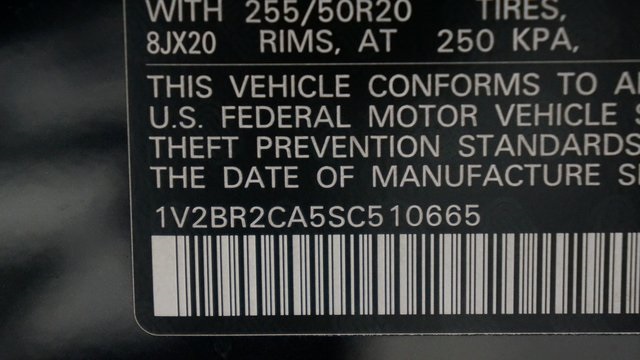 WITH 255/50R20 TIRES,
8JX20 RIMS, AT 250 KPA,
THIS VEHICLE CONFORMS TO
U.S. FEDERAL MOTOR VEHICLE
THEFT PREVENTION STANDARDS
THE DATE OF MANUFACTURE
1V2BR2CA5SC510665